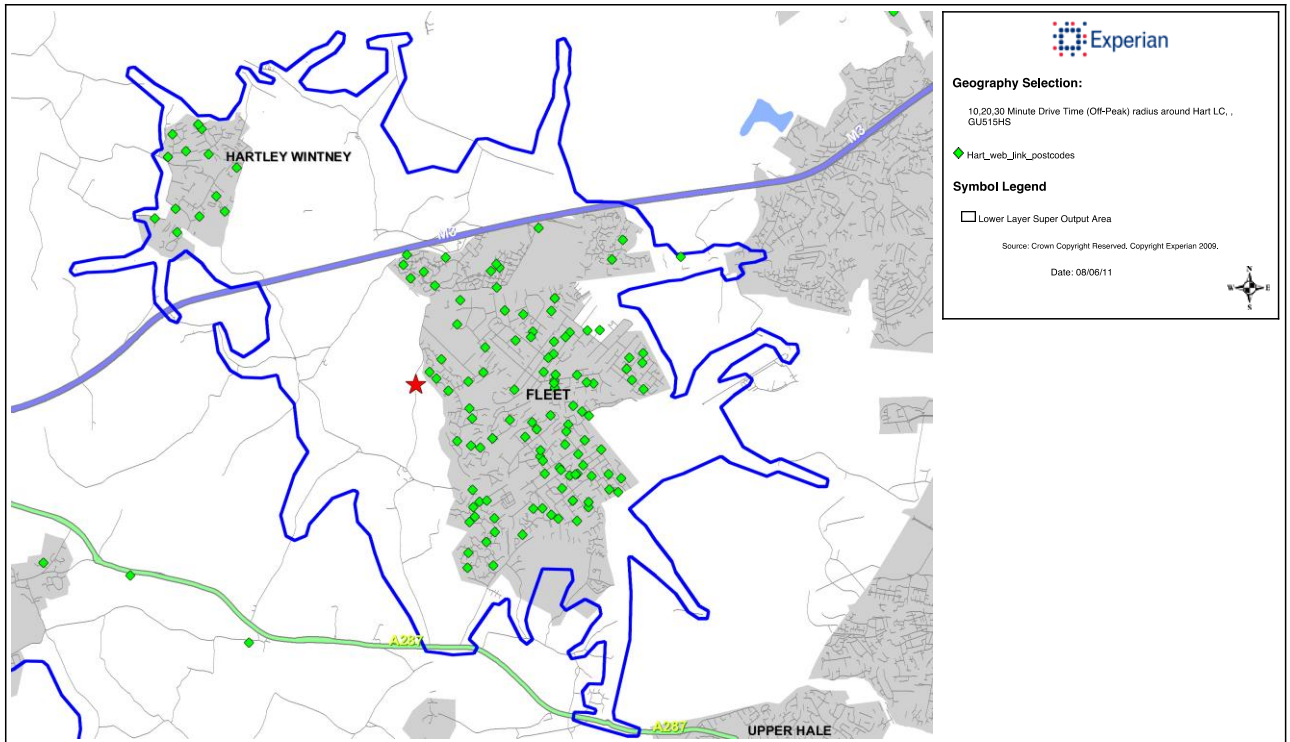 HARTLEY WINTNEY
M3
M3
FLEET
A287
A287
UPPER HALE
Experian
Geography Selection:
10,20,30 Minute Drive Time (Off-Peak) radius around Hart LC, ,
GU515HS
Hart_web_link_postcodes
Symbol Legend
Lower Layer Super Output Area
Source: Crown Copyright Reserved, Copyright Experian 2009.
Date: 08/06/11
N
W E
S